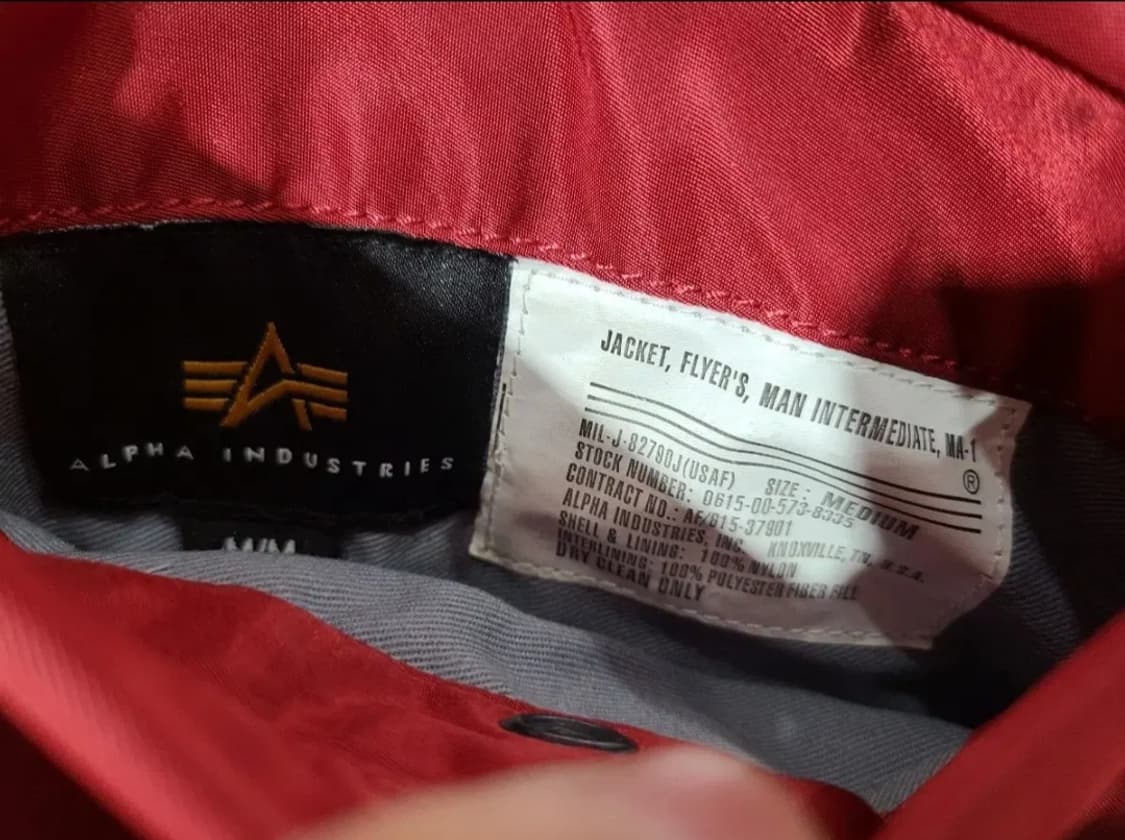 ALPHA INDUSTRIES
M/M
JACKET, FLYER'S, MAN INTERMEDIATE, MA-1
®
MIL-J-82790J(USAF) SIZE: MEDIUM
STOCK NUMBER: 0615-00-573-8335
CONTRACT NO.: AF/615-37901
ALPHA INDUSTRIES, INC. KNOXVILLE, TN, U.S.A.
SHELL & LINING: 100% NYLON
INTERLINING: 100% POLYESTER FIBER FILL
DRY CLEAN ONLY